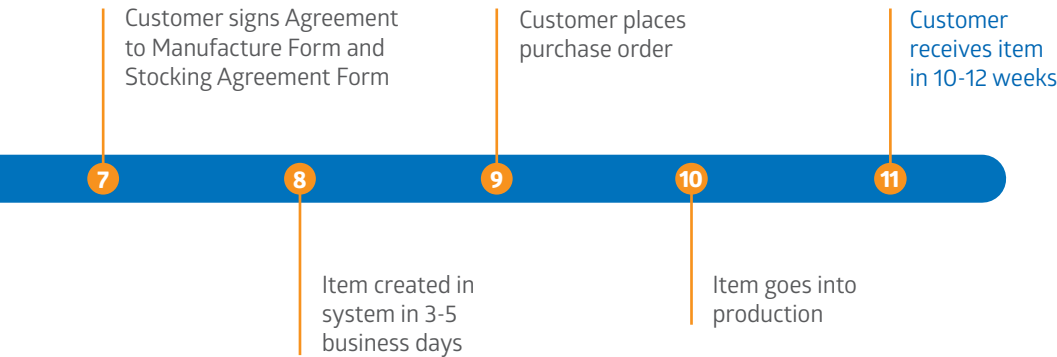 Customer signs Agreement
to Manufacture Form and
Stocking Agreement Form
Customer places
purchase order
Customer
receives item
in 10-12 weeks
7
8
9
10
11
Item created in
system in 3-5
business days
Item goes into
production